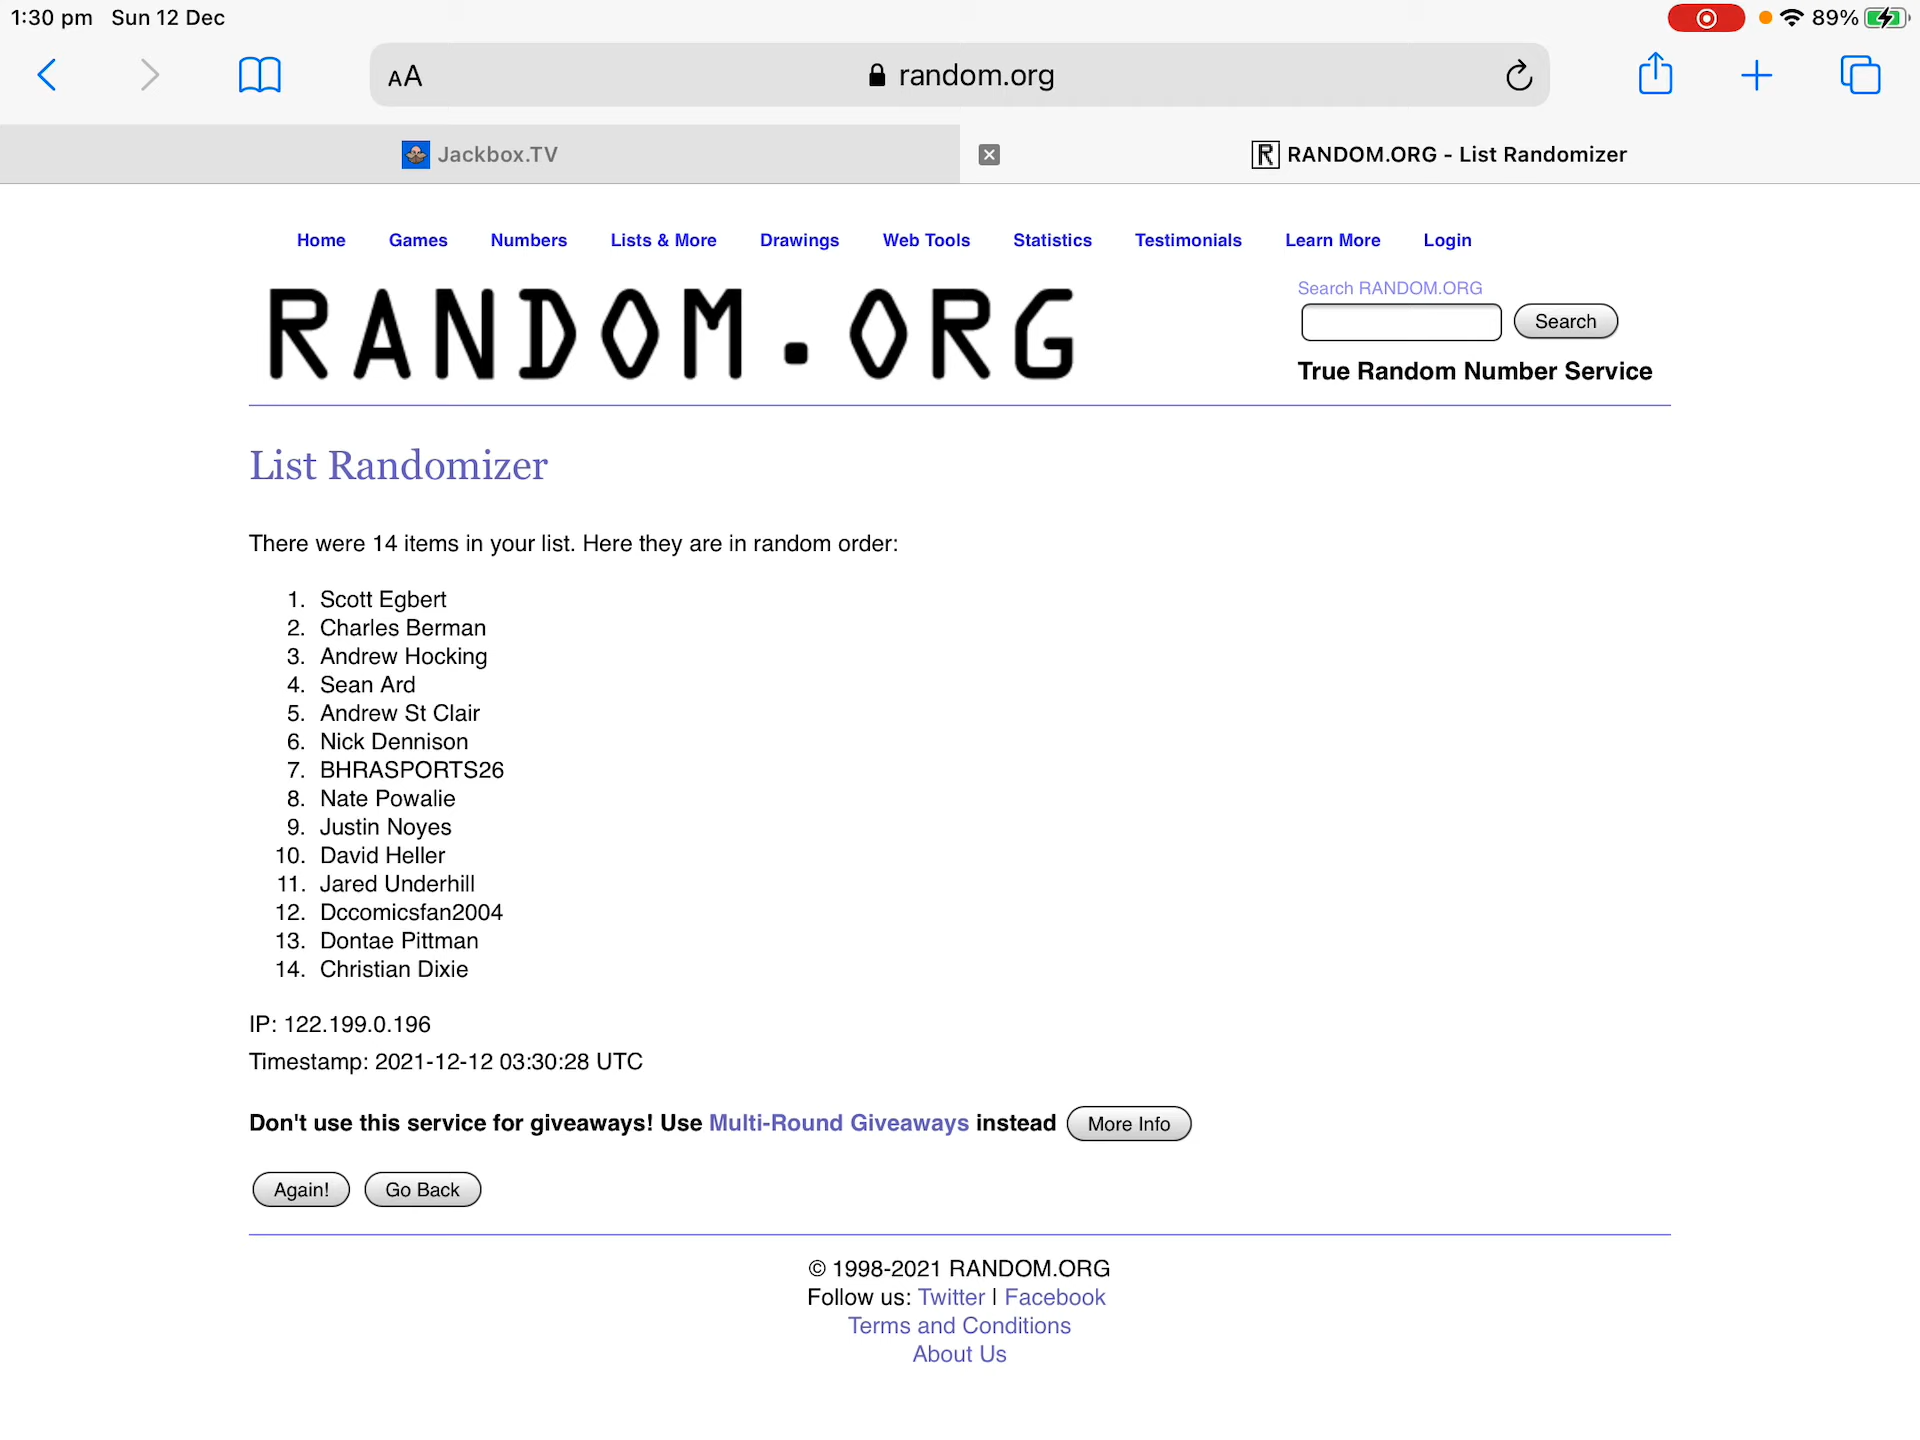 1:30 pm Sun 12 Dec
89%
AA random.org
Jackbox.TV
RANDOM.ORG - List Randomizer
Home Games Numbers Lists & More Drawings Web Tools Statistics Testimonials Learn More Login
RANDOM.ORG
Search RANDOM.ORG
Search
True Random Number Service
List Randomizer
There were 14 items in your list. Here they are in random order:
1. Scott Egbert
2. Charles Berman
3. Andrew Hocking
4. Sean Ard
5. Andrew St Clair
6. Nick Dennison
7. BHRASPORTS26
8. Nate Powalie
9. Justin Noyes
10. David Heller
11. Jared Underhill
12. Dccomicsfan2004
13. Dontae Pittman
14. Christian Dixie
IP: 122.199.0.196
Timestamp: 2021-12-12 03:30:28 UTC
Don't use this service for giveaways! Use Multi-Round Giveaways instead More Info
Again! Go Back
© 1998-2021 RANDOM.ORG
Follow us: Twitter | Facebook
Terms and Conditions
About Us